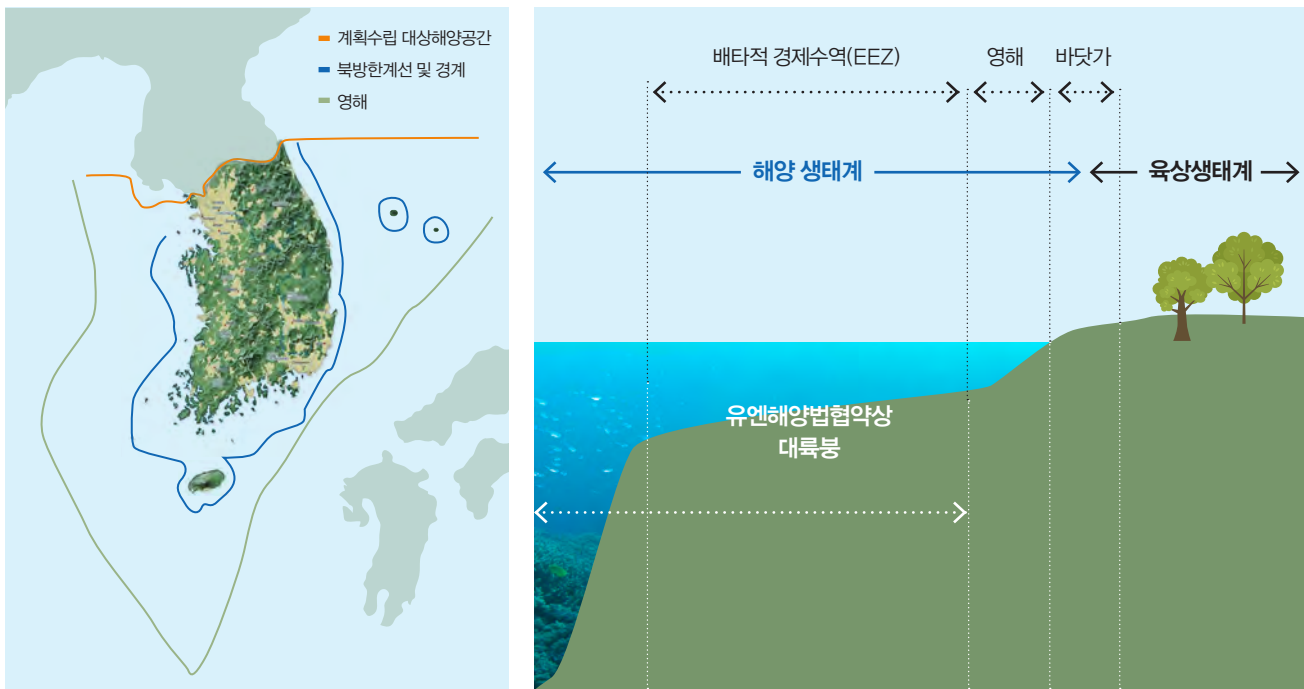 계획수립 대상해양공간
북방한계선 및 경계
영해
배타적 경제수역(EEZ)
영해
바닷가
해양 생태계
육상생태계
유엔해양법협약상
대륙붕